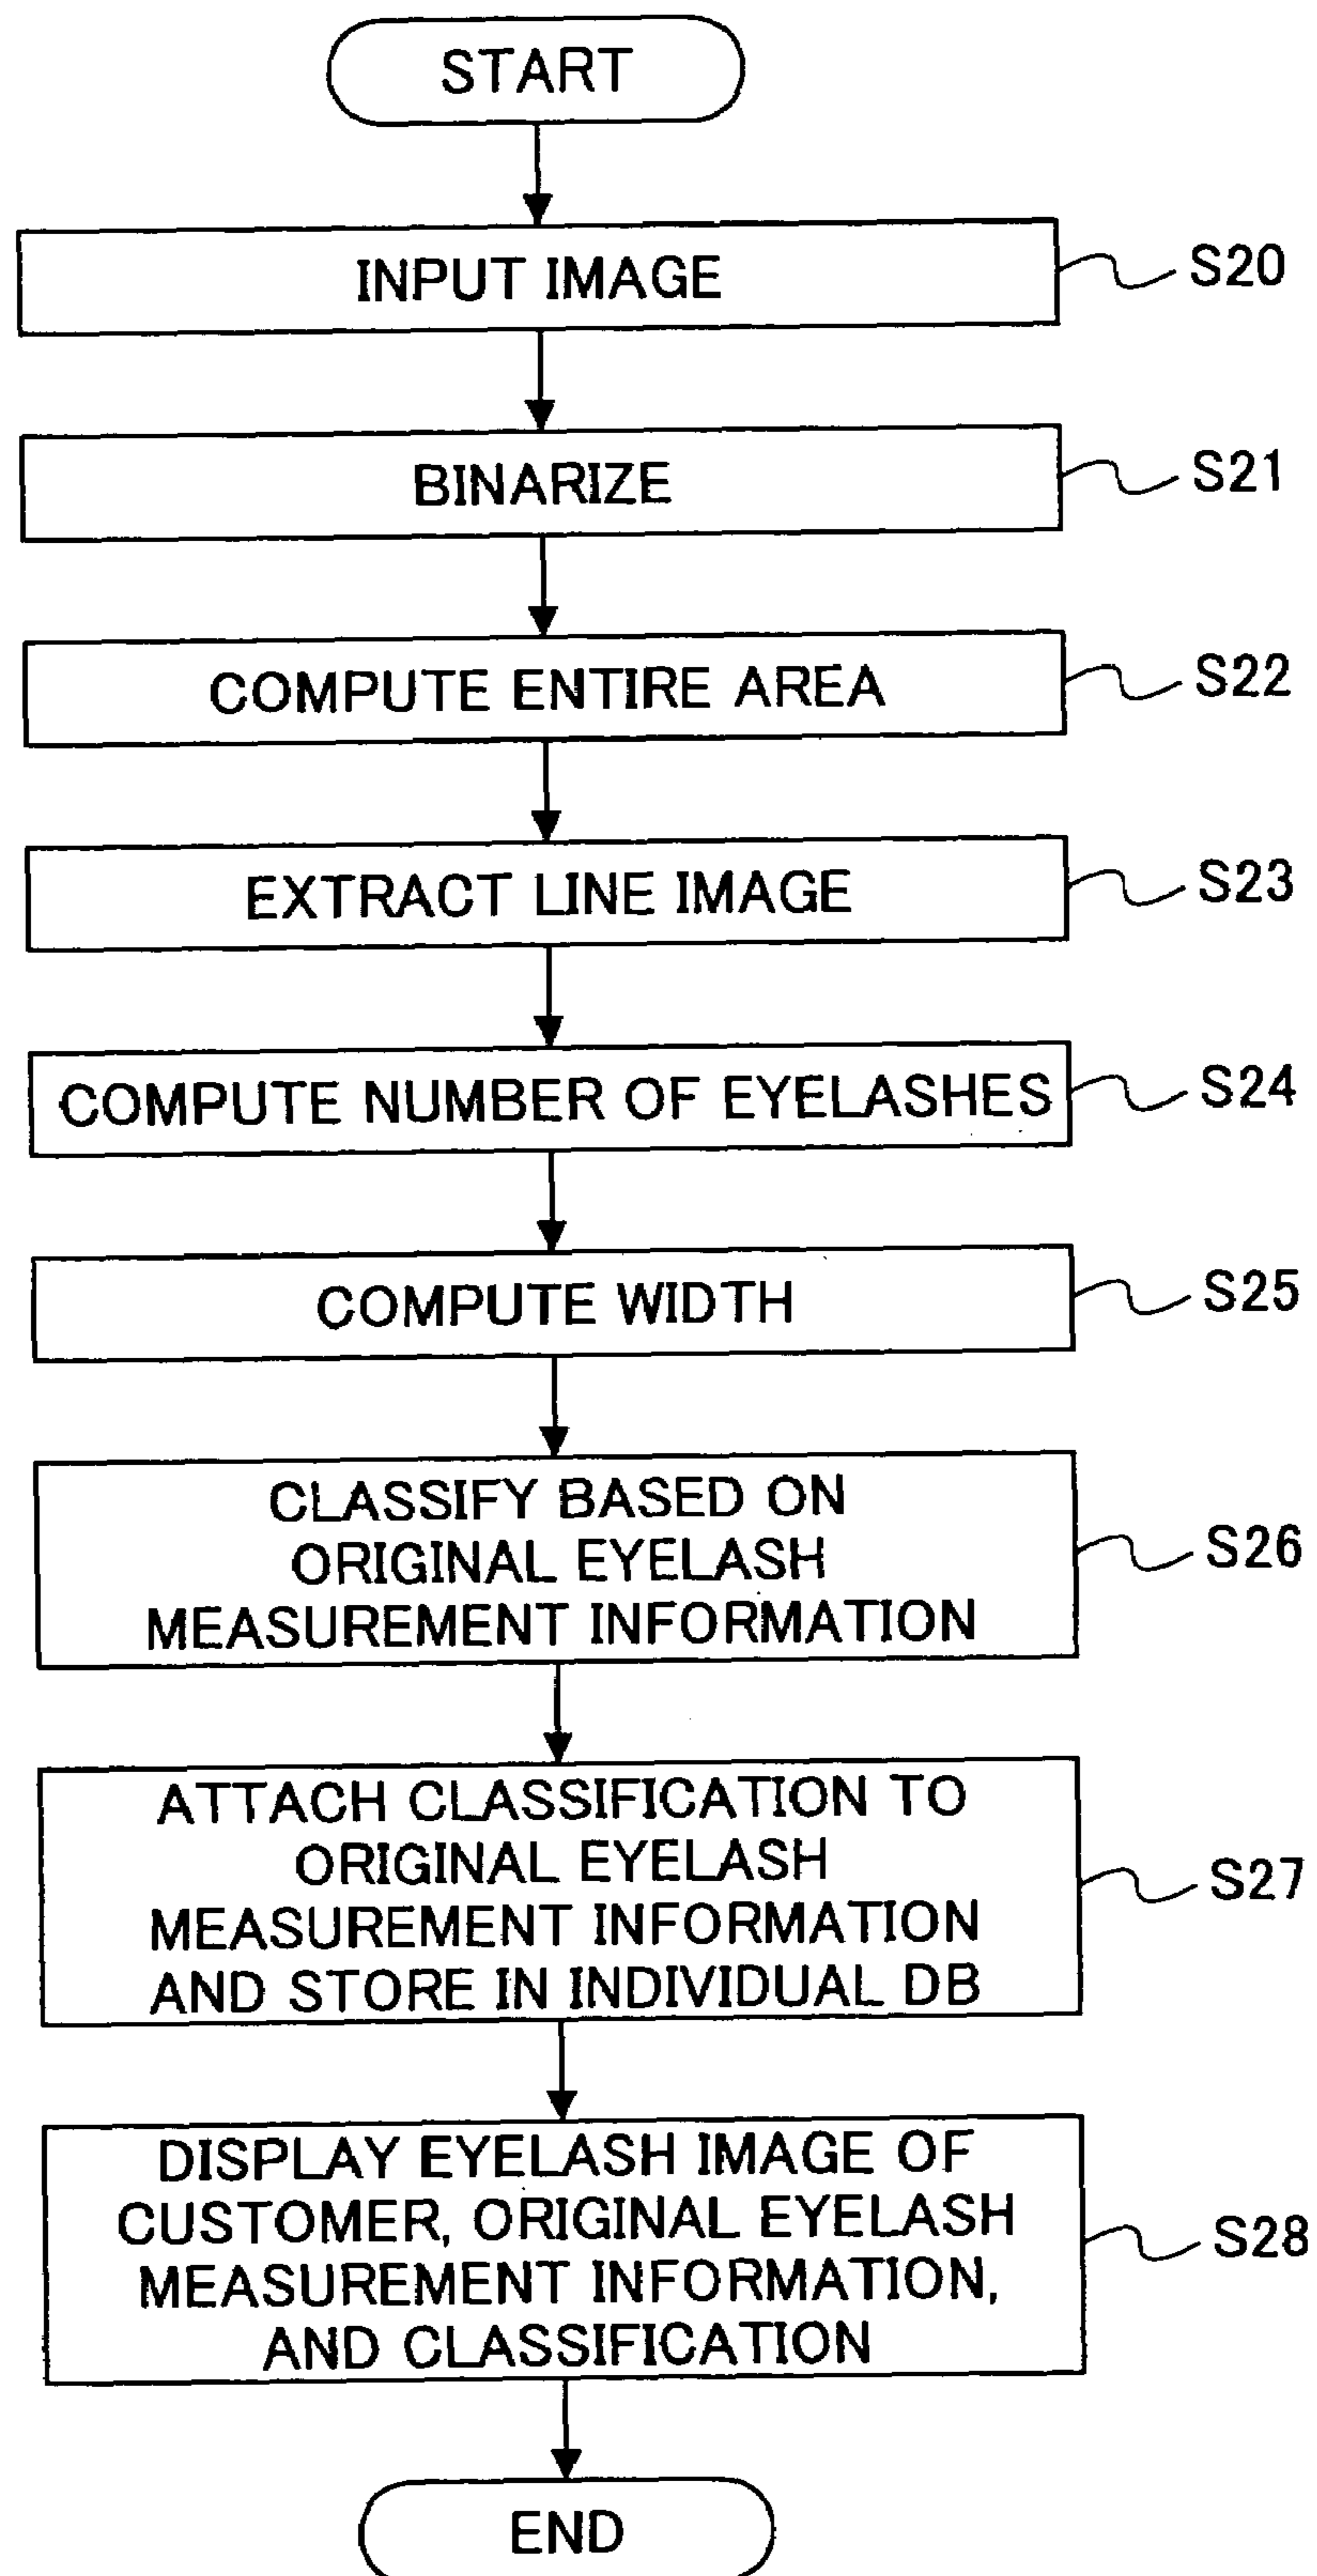 START
INPUT IMAGE
S20
BINARIZE
S21
COMPUTE ENTIRE AREA
S22
EXTRACT LINE IMAGE
S23
COMPUTE NUMBER OF EYELASHES
S24
COMPUTE WIDTH
S25
CLASSIFY BASED ON
ORIGINAL EYELASH
MEASUREMENT INFORMATION
S26
ATTACH CLASSIFICATION TO
ORIGINAL EYELASH
MEASUREMENT INFORMATION
AND STORE IN INDIVIDUAL DB
S27
DISPLAY EYELASH IMAGE OF
CUSTOMER, ORIGINAL EYELASH
MEASUREMENT INFORMATION,
AND CLASSIFICATION
S28
END